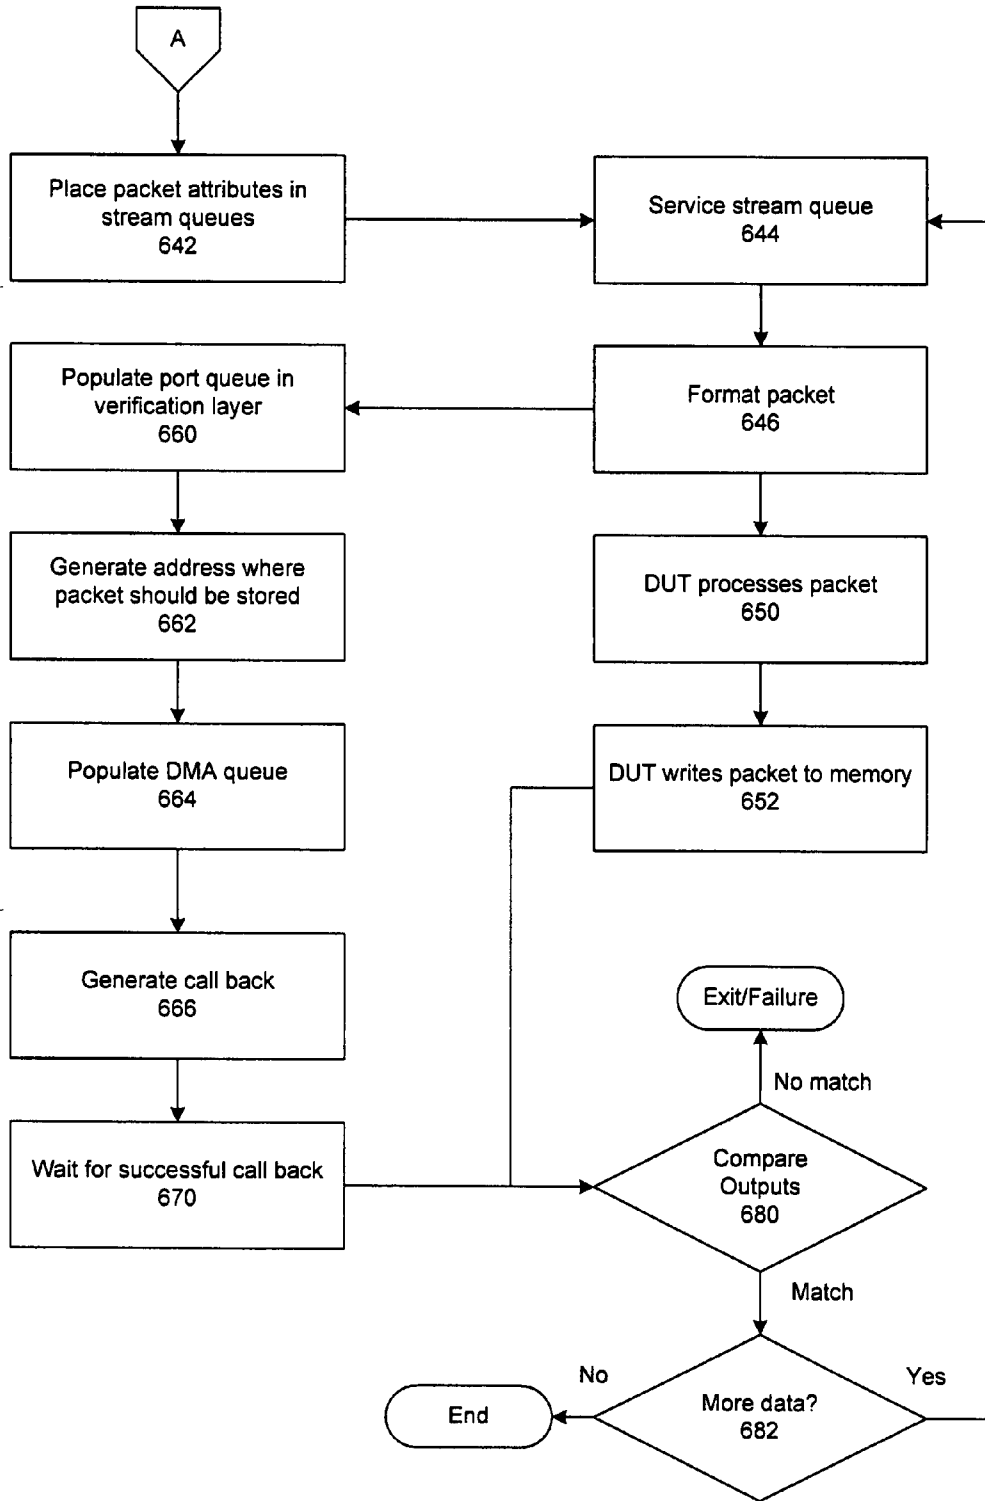 A
Place packet attributes in
stream queues
642
Service stream queue
644
Populate port queue in
verification layer
660
Format packet
646
Generate address where
packet should be stored
662
DUT processes packet
650
Populate DMA queue
664
DUT writes packet to memory
652
Generate call back
666
Exit/Failure
No match
Wait for successful call back
670
Compare
Outputs
680
Match
No
Yes
End
More data?
682